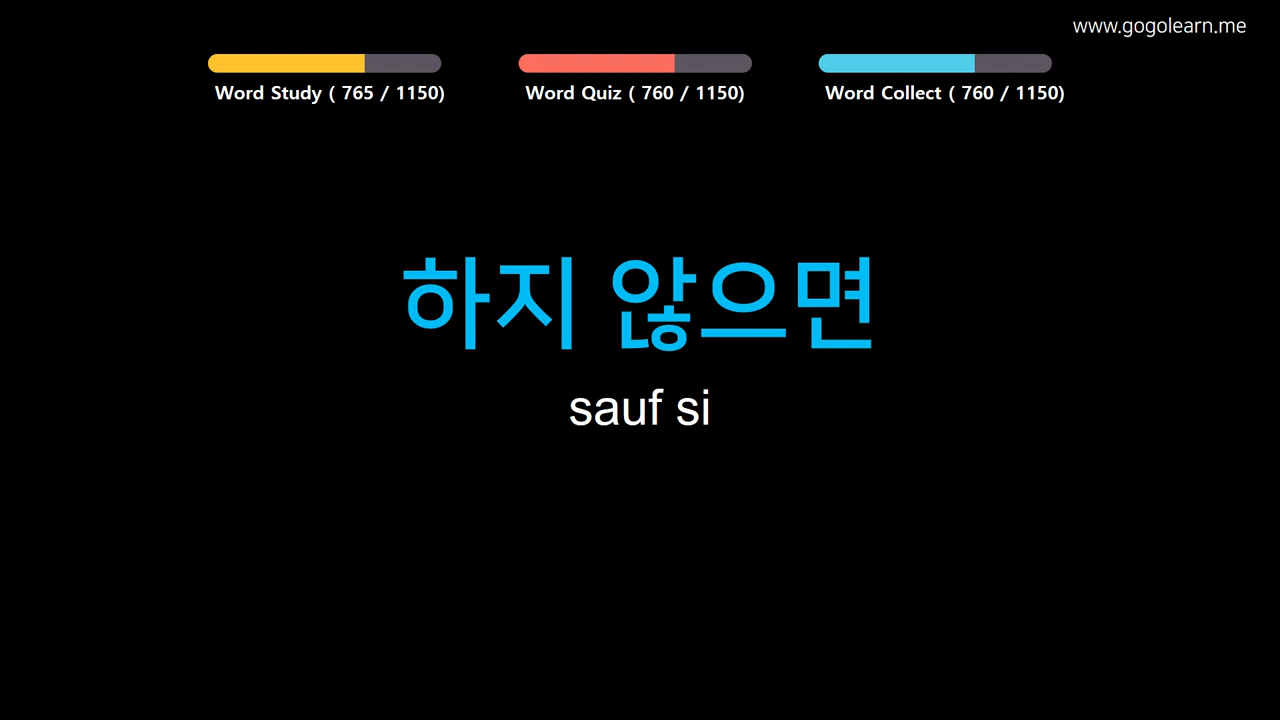 www.gogolearn.me
Word Study ( 765 / 1150)
Word Quiz ( 760 / 1150)
Word Collect ( 760 / 1150)
하지 않으면
sauf si